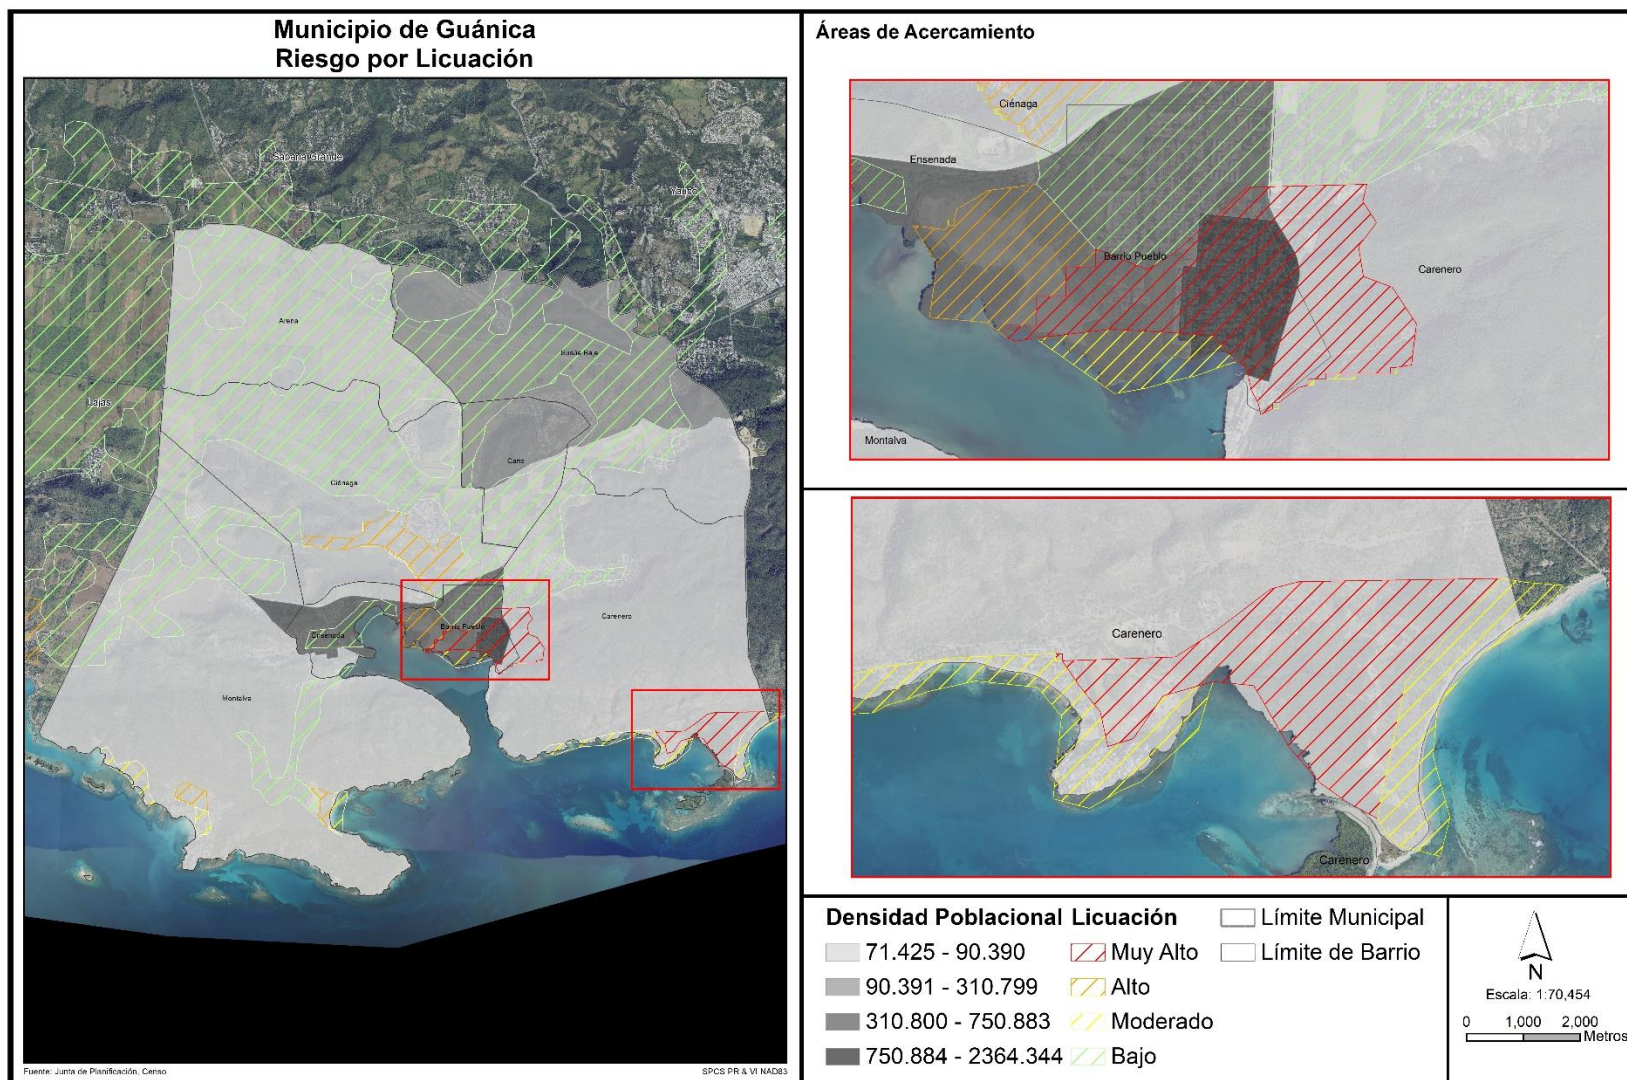 Municipio de Guánica
Riesgo por Licuación
Sabana Grande
Yauco
Arena
Susúa Baja
Lajas
Caño
Ciénaga
Carenero
Barrio Pueblo
Ensenada
Montalva
Fuente: Junta de Planificación, Censo
SPCS PR & VI NAD83
Áreas de Acercamiento
Ciénaga
Ensenada
Barrio Pueblo
Carenero
Montalva
Carenero
Carenero
Densidad Poblacional
71.425 - 90.390
90.391 - 310.799
310.800 - 750.883
750.884 - 2364.344
Licuación
Muy Alto
Alto
Moderado
Bajo
Límite Municipal
Límite de Barrio
N
Escala: 1:70,454
0 1,000 2,000
Metros